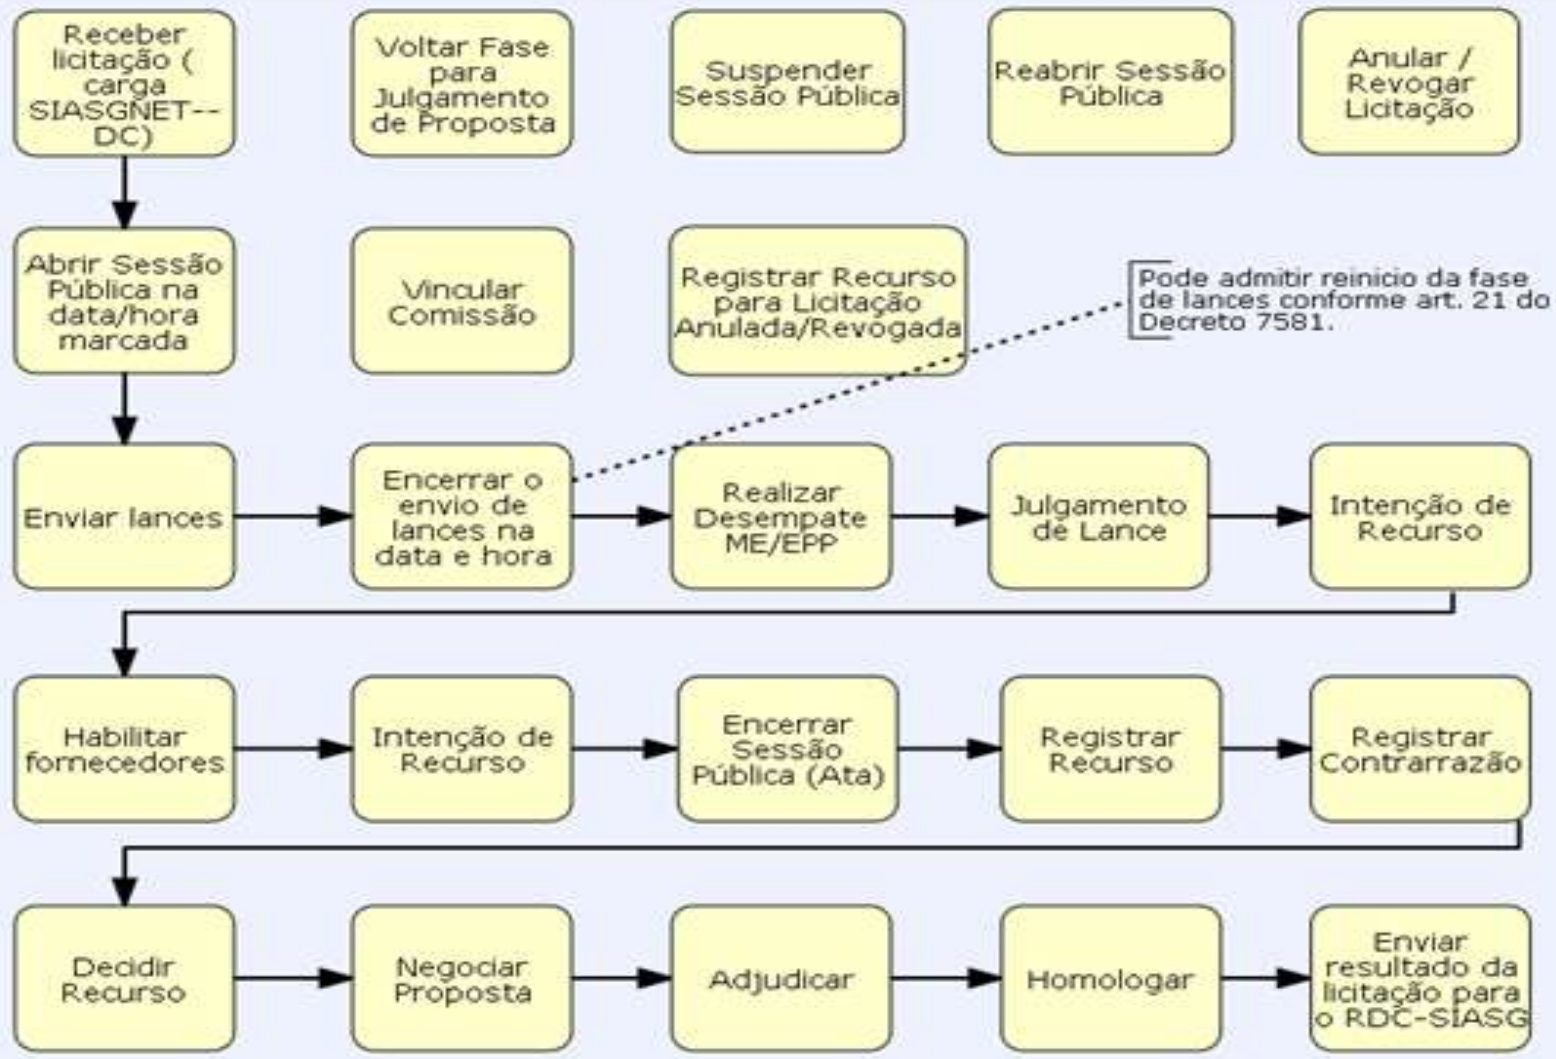 Receber
licitação (
carga
SIASGNET--
DC)
Voltar Fase
para
Julgamento
de Proposta
Suspender
Sessão Pública
Reabrir Sessão
Pública
Anular /
Revogar
Licitação
Abrir Sessão
Pública na
data/hora
marcada
Vincular
Comissão
Registrar Recurso
para Licitação
Anulada/Revogada
Pode admitir reinicio da fase
de lances conforme art. 21 do
Decreto 7581.
Enviar lances
Encerrar o
envio de
lances na
data e hora
Realizar
Desempate
ME/EPP
Julgamento
de Lance
Intenção de
Recurso
Habilitar
fornecedores
Intenção de
Recurso
Encerrar
Sessão
Pública (Ata)
Registrar
Recurso
Registrar
Contrarrazão
Decidir
Recurso
Negociar
Proposta
Adjudicar
Homologar
Enviar
resultado da
licitação para
o RDC-SIASG